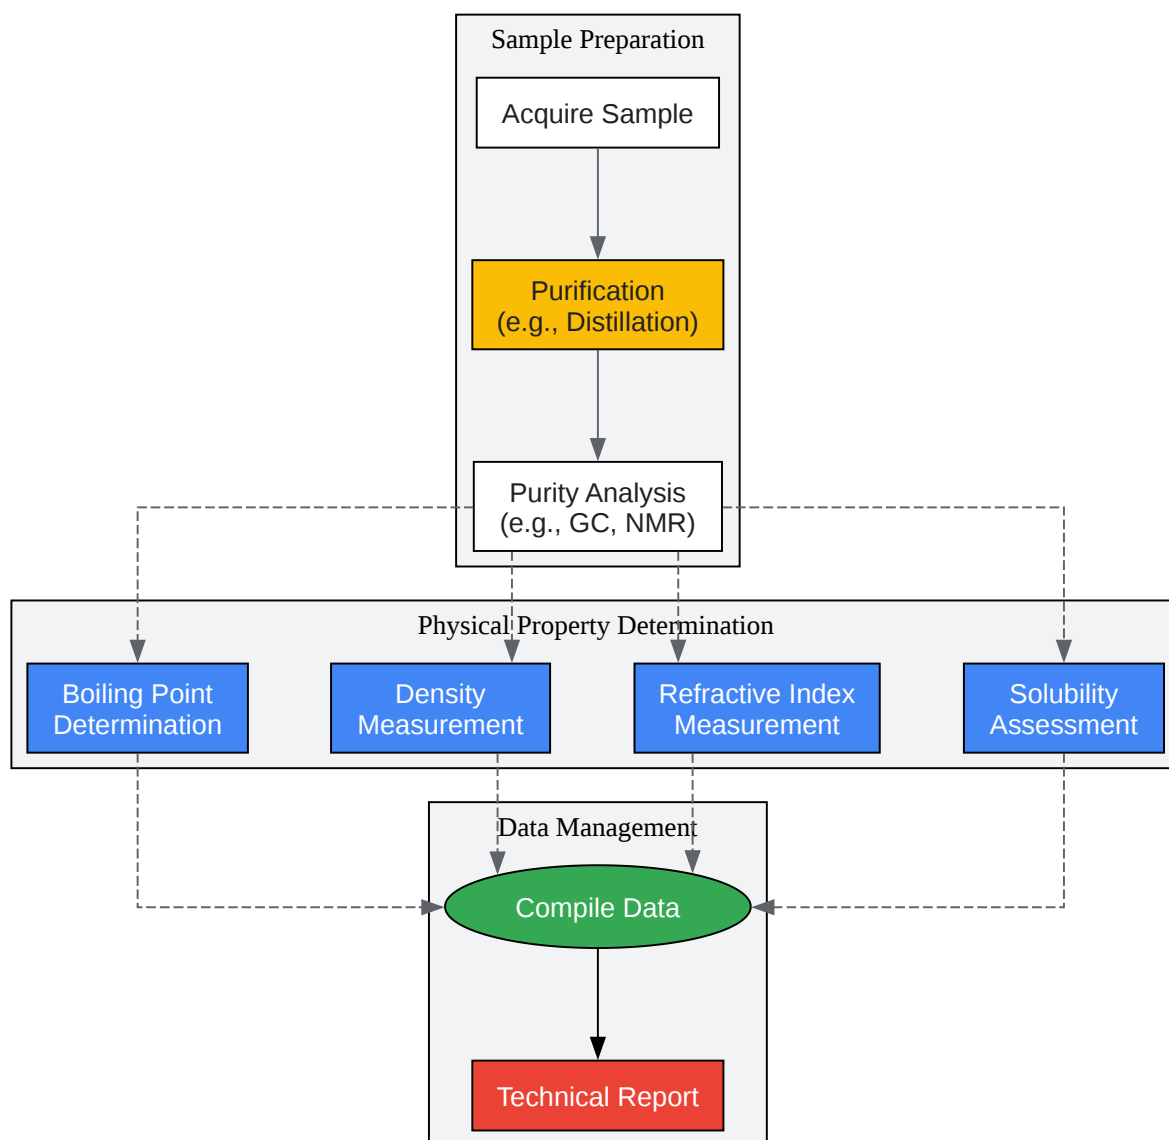 Sample Preparation
Acquire Sample
Purification
(e.g., Distillation)
Purity Analysis
(e.g., GC, NMR)
Physical Property Determination
Boiling Point
Determination
Density
Measurement
Refractive Index
Measurement
Solubility
Assessment
Data Management
Compile Data
Technical Report